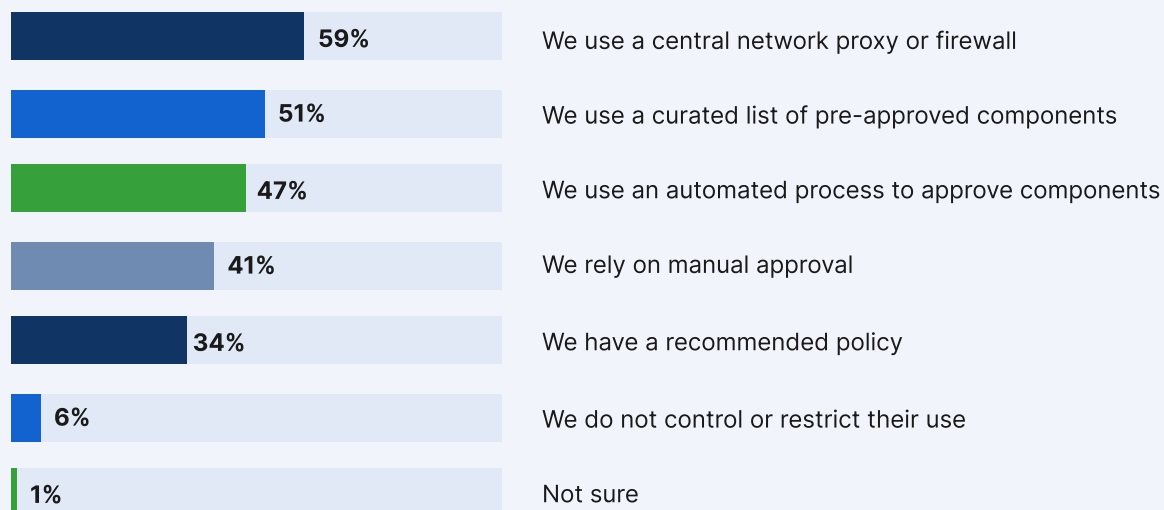 59% We use a central network proxy or firewall
51% We use a curated list of pre-approved components
47% We use an automated process to approve components
41% We rely on manual approval
34% We have a recommended policy
6% We do not control or restrict their use
1% Not sure